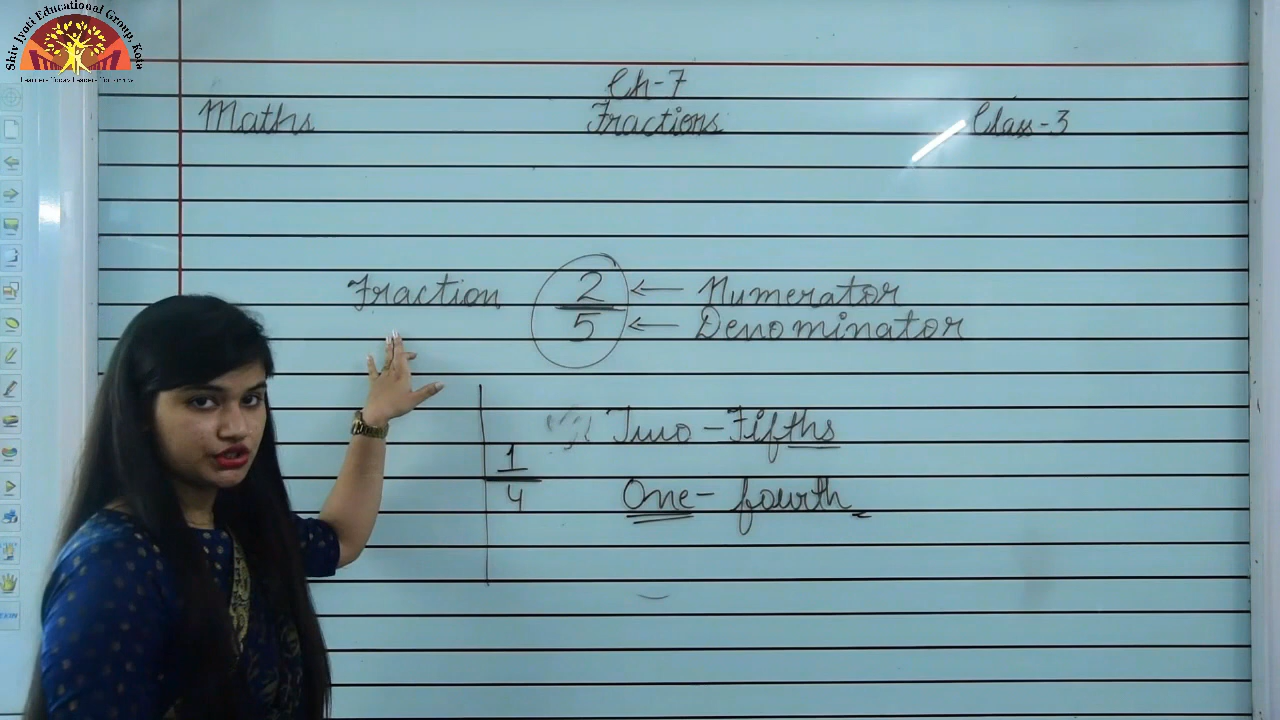 Shiv Jyoti Educational Group, Kota
Ch-7
Maths Fractions Class-3
Fraction 2/5 ← Numerator
← Denominator
Two-Fifths
1/4 One-fourth